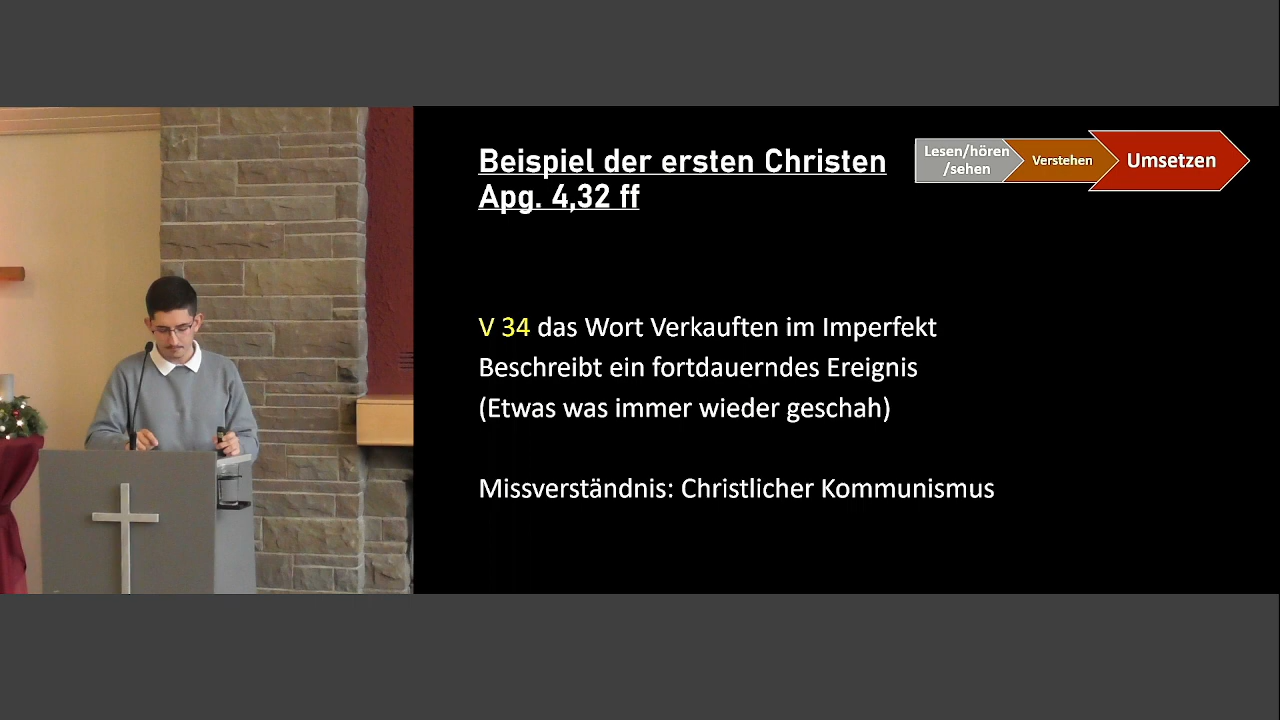 Beispiel der ersten Christen
Apg. 4,32 ff
Lesen/hören
/sehen
Verstehen
Umsetzen
V 34 das Wort Verkauften im Imperfekt
Beschreibt ein fortdauerndes Ereignis
(Etwas was immer wieder geschah)
Missverständnis: Christlicher Kommunismus